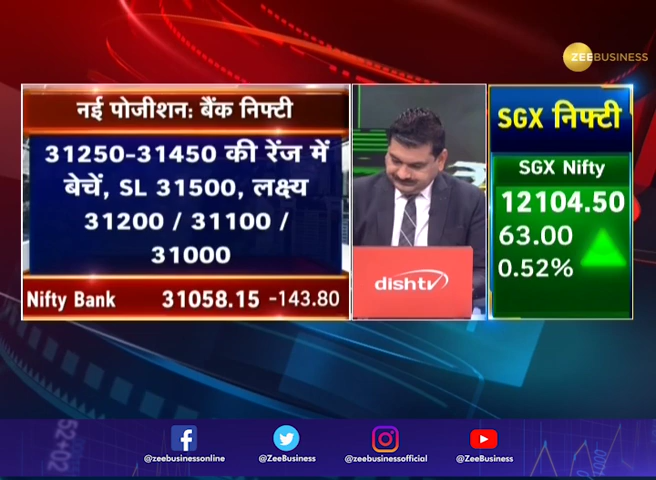 ZEEBUSINESS
नई पोजीशन: बैंक निफ्टी
31250-31450 की रेंज में
बेचें, SL 31500, लक्ष्य
31200 / 31100 /
31000
Nifty Bank 31058.15 -143.80
dishtv
SGX निफ्टी
SGX Nifty
12104.50
63.00
0.52%
@zeebusinessonline
@ZeeBusiness
@zeebusinessofficial
@ZeeBusiness